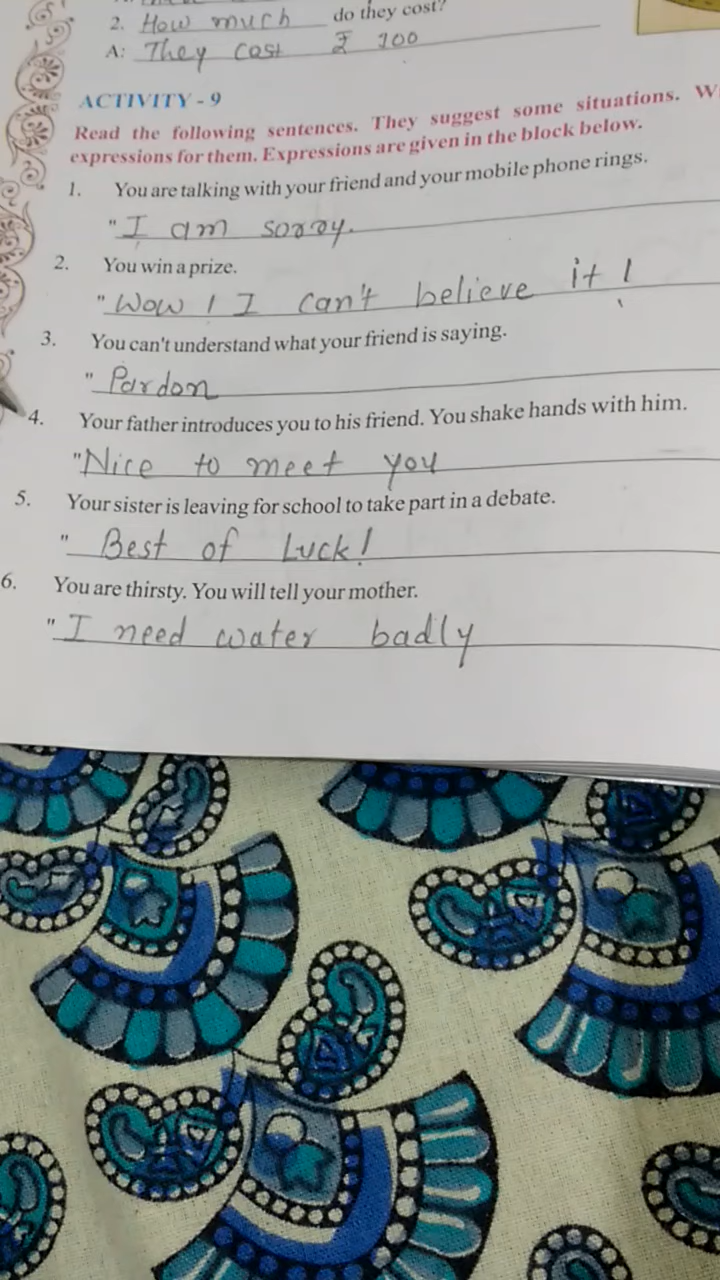 2. How much do they cost?
A: They cost ₹ 100
ACTIVITY - 9
Read the following sentences. They suggest some situations.
expressions for them. Expressions are given in the block below.
1. You are talking with your friend and your mobile phone rings.
"I am sorry.
2. You win a prize.
"Wow ! I can't believe it !
3. You can't understand what your friend is saying.
" Pardon
4. Your father introduces you to his friend. You shake hands with him.
"Nice to meet you
5. Your sister is leaving for school to take part in a debate.
" Best of Luck!
6. You are thirsty. You will tell your mother.
"I need water badly